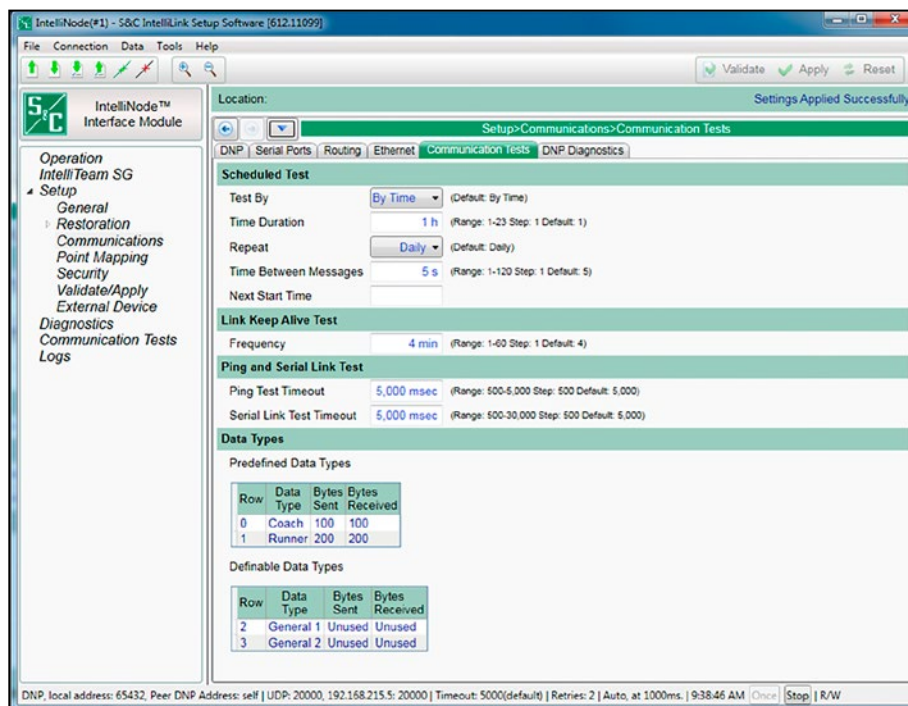 IntelliNode(#1) - S&C IntelliLink Setup Software [612.11099]
File Connection Data Tools Help
Validate Apply Reset
S&C
IntelliNode™
Interface Module
Location:
Settings Applied Successfully
Setup>Communications>Communication Tests
DNP Serial Ports Routing Ethernet Communication Tests DNP Diagnostics
Operation
IntelliTeam SG
Setup
General
Restoration
Communications
Point Mapping
Security
Validate/Apply
External Device
Diagnostics
Communication Tests
Logs
Scheduled Test
Test By By Time (Default: By Time)
Time Duration 1 h (Range: 1-23 Step: 1 Default: 1)
Repeat Daily (Default: Daily)
Time Between Messages 5 s (Range: 1-120 Step: 1 Default: 5)
Next Start Time
Link Keep Alive Test
Frequency 4 min (Range: 1-60 Step: 1 Default: 4)
Ping and Serial Link Test
Ping Test Timeout 5,000 msec (Range: 500-5,000 Step: 500 Default: 5,000)
Serial Link Test Timeout 5,000 msec (Range: 500-30,000 Step: 500 Default: 5,000)
Data Types
Predefined Data Types
Row Data Type Bytes Sent Bytes Received
0 Coach 100 100
1 Runner 200 200
Definable Data Types
Row Data Type Bytes Sent Bytes Received
2 General 1 Unused Unused
3 General 2 Unused Unused
DNP, local address: 65432, Peer DNP Address: self | UDP: 20000, 192.168.215.5: 20000 | Timeout: 5000(default) | Retries: 2 | Auto, at 1000ms. | 9:38:46 AM Once Stop | R/W